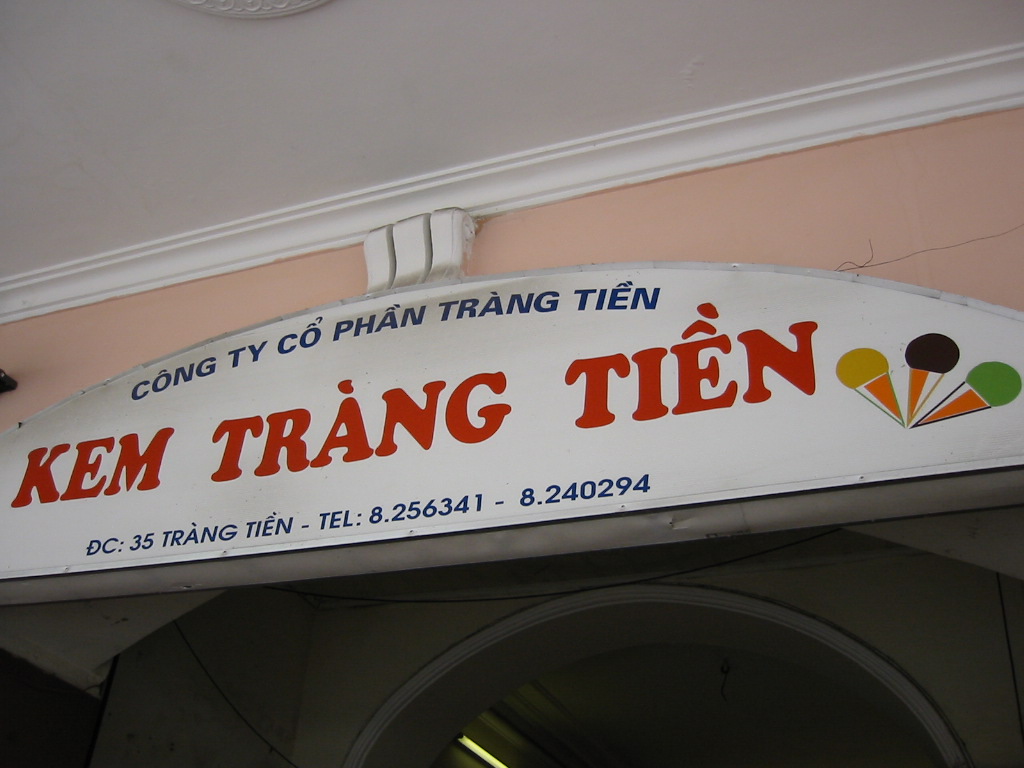 CÔNG TY CỔ PHẦN TRÀNG TIỀN
KEM TRÀNG TIỀN
ĐC: 35 TRÀNG TIỀN - TEL: 8.256341 - 8.240294